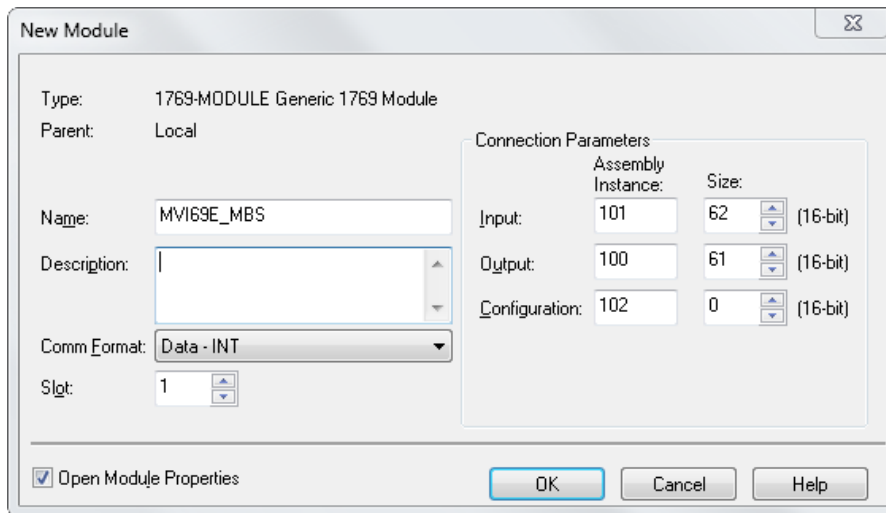 New Module
Type: 1769-MODULE Generic 1769 Module
Parent: Local
Name: MVI69E_MBS
Description:
Comm Format: Data - INT
Slot: 1
Connection Parameters
Assembly Instance: Size:
Input: 101 62 (16-bit)
Output: 100 61 (16-bit)
Configuration: 102 0 (16-bit)
Open Module Properties
OK Cancel Help